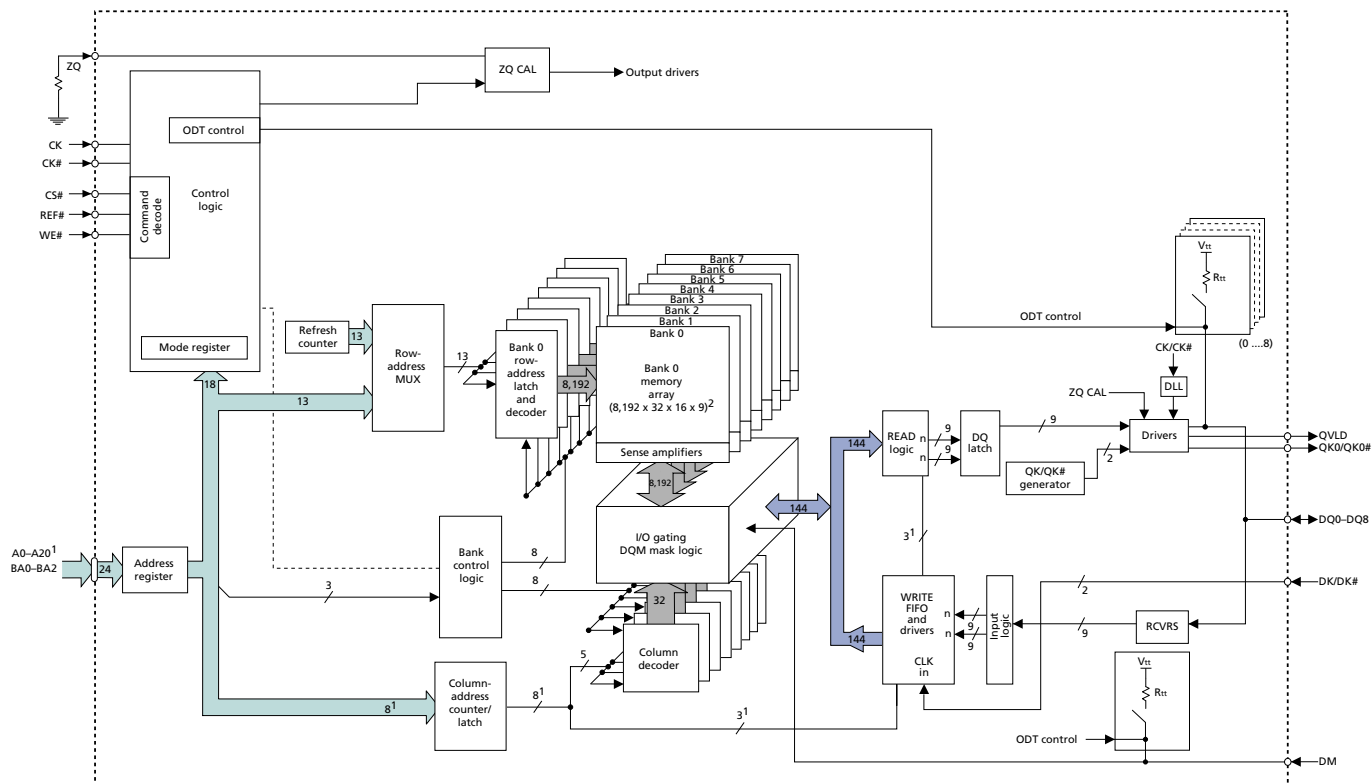 ZQ
ZQ CAL
Output drivers
ODT control
CK
CK#
CS#
REF#
WE#
Command decode
Control
logic
Mode register
18
13
Refresh
counter
13
Row-
address
MUX
13
Bank 0
row-
address
latch
and
decoder
8,192
Bank 7
Bank 6
Bank 5
Bank 4
Bank 3
Bank 2
Bank 1
Bank 0
Bank 0
memory
array
(8,192 x 32 x 16 x 9)2
Sense amplifiers
8,192
I/O gating
DQM mask logic
32
Column
decoder
5
A0–A201
BA0–BA2
24
Address
register
3
Bank
control
logic
8
8
Column-
address
counter/
latch
81
81
31
144
144
144
READ
logic
n
n
9
9
DQ
latch
9
QK/QK#
generator
2
ZQ CAL
CK/CK#
DLL
Drivers
ODT control
Vtt
Rtt
(0 ....8)
QVLD
QK0/QK0#
DQ0–DQ8
DK/DK#
2
31
WRITE
FIFO
and
drivers
CLK
in
n
n
9
9
Input
logic
9
RCVRS
Vtt
Rtt
ODT control
DM